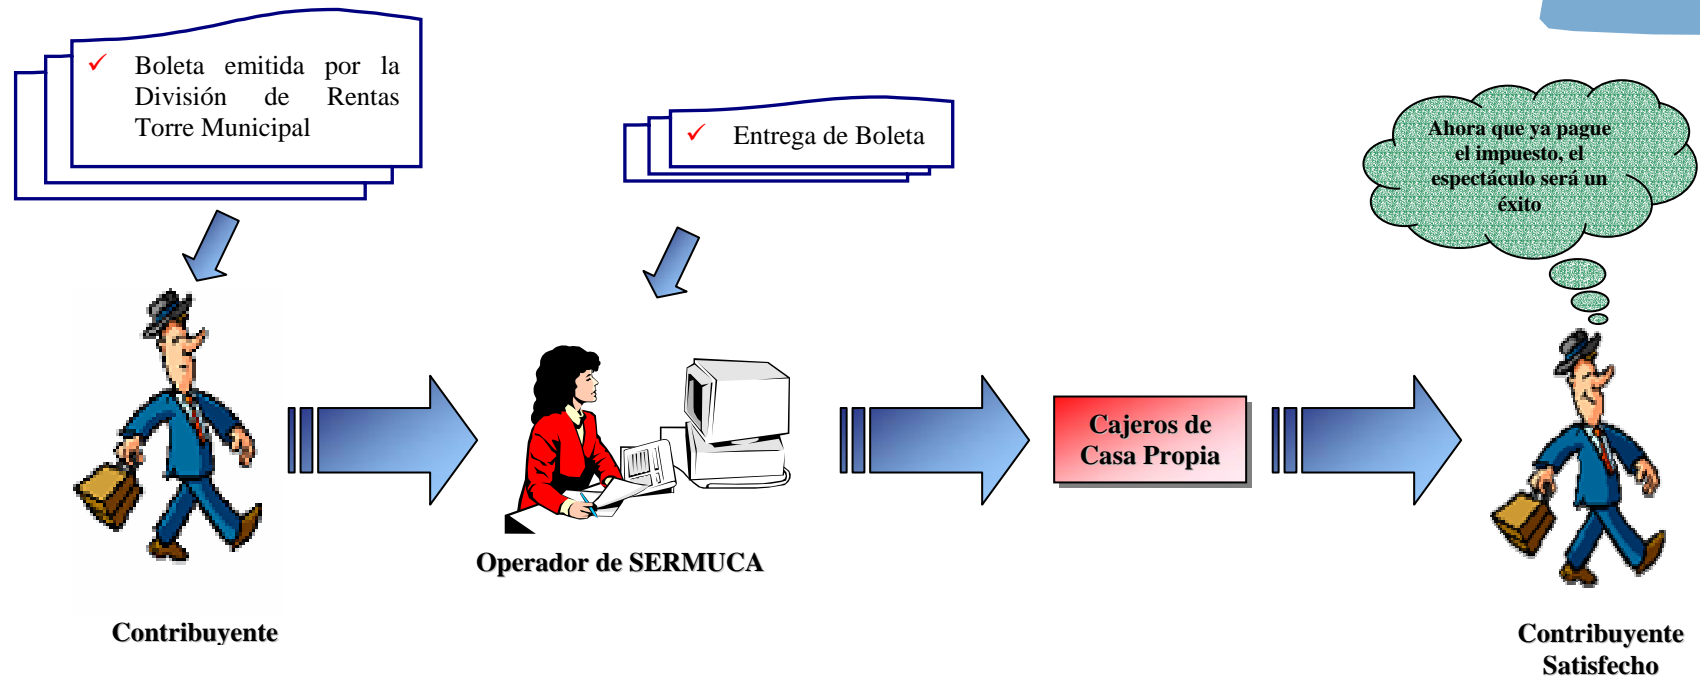 Boleta emitida por la
División de Rentas
Torre Municipal
Entrega de Boleta
Ahora que ya pague
el impuesto, el
espectáculo será un
éxito
Cajeros de
Casa Propia
Operador de SERMUCA
Contribuyente
Contribuyente
Satisfecho